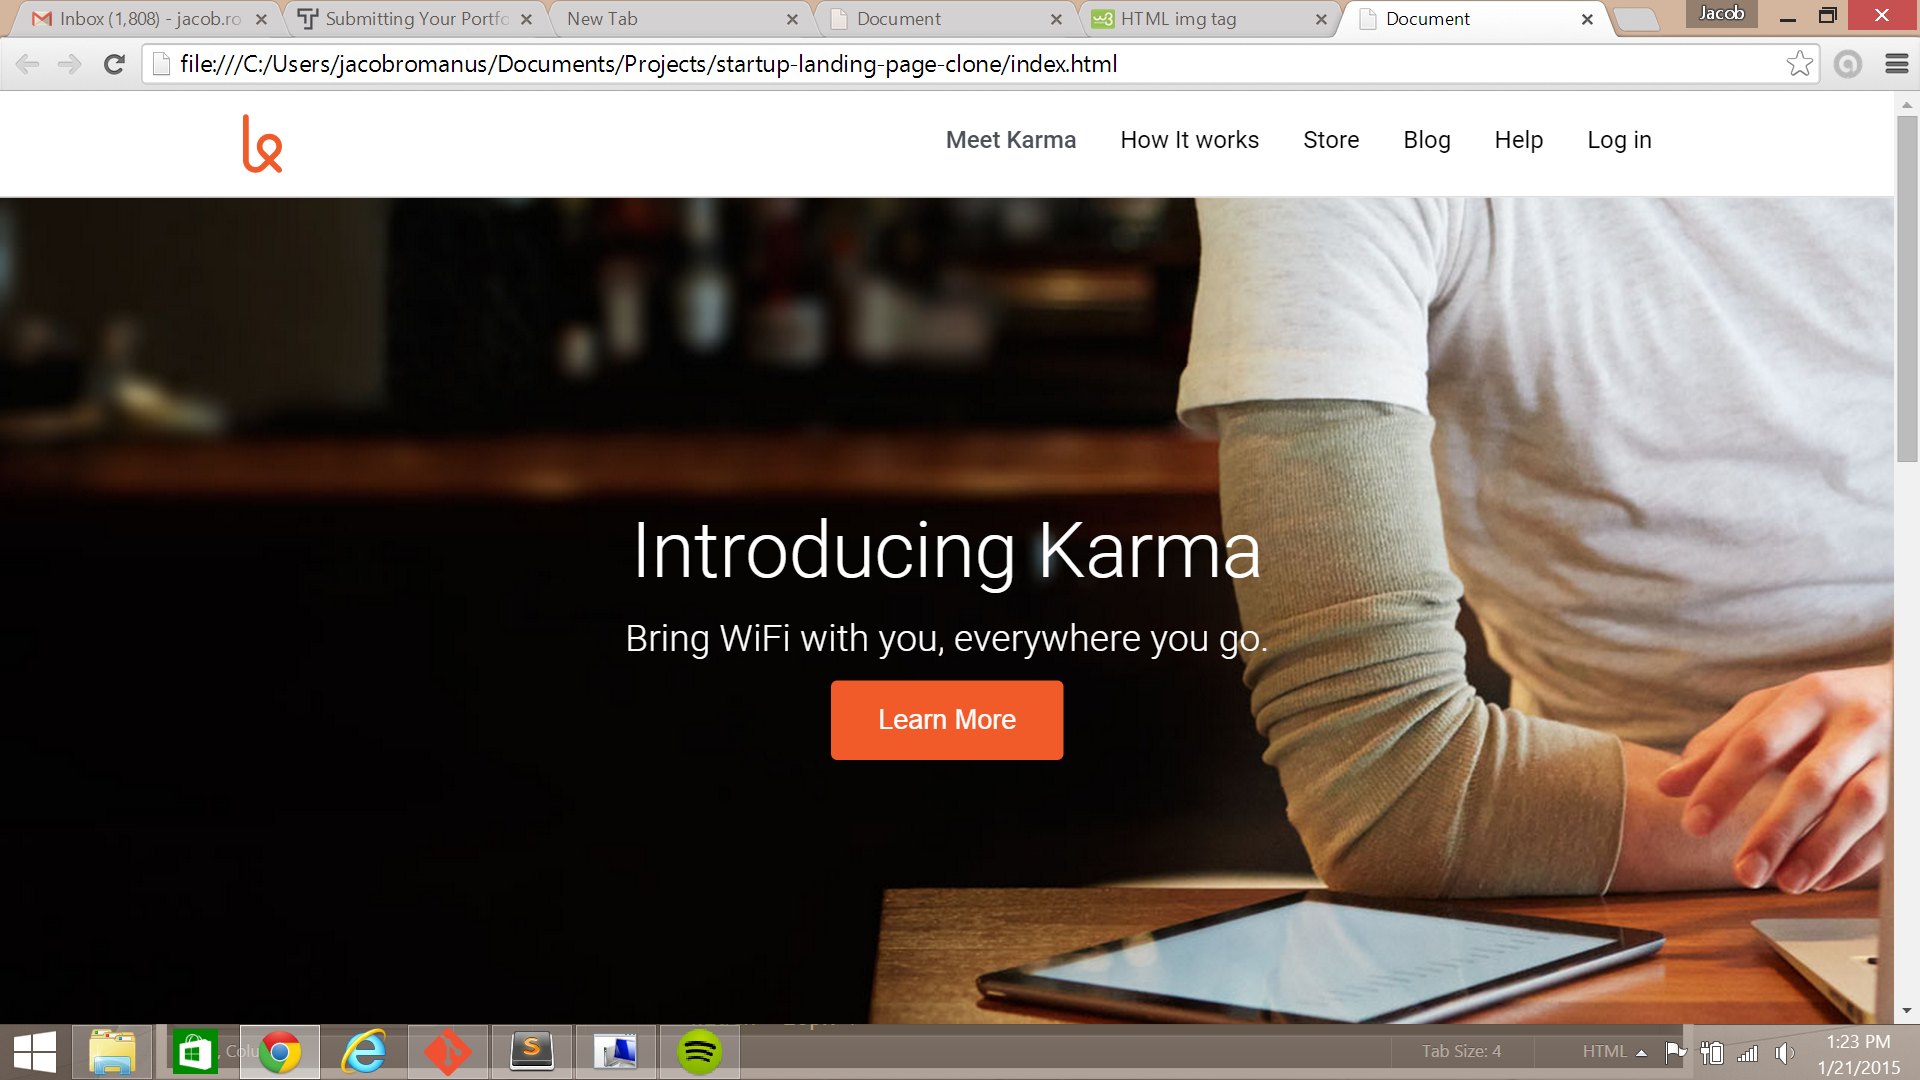 Inbox (1,808) - jacob.ro
Submitting Your Portfo
New Tab
Document
HTML img tag
Document
Jacob
file:///C:/Users/jacobromanus/Documents/Projects/startup-landing-page-clone/index.html
Meet Karma
How It works
Store
Blog
Help
Log in
Introducing Karma
Bring WiFi with you, everywhere you go.
Learn More
, Colu
Tab Size: 4
HTML
1:23 PM
1/21/2015